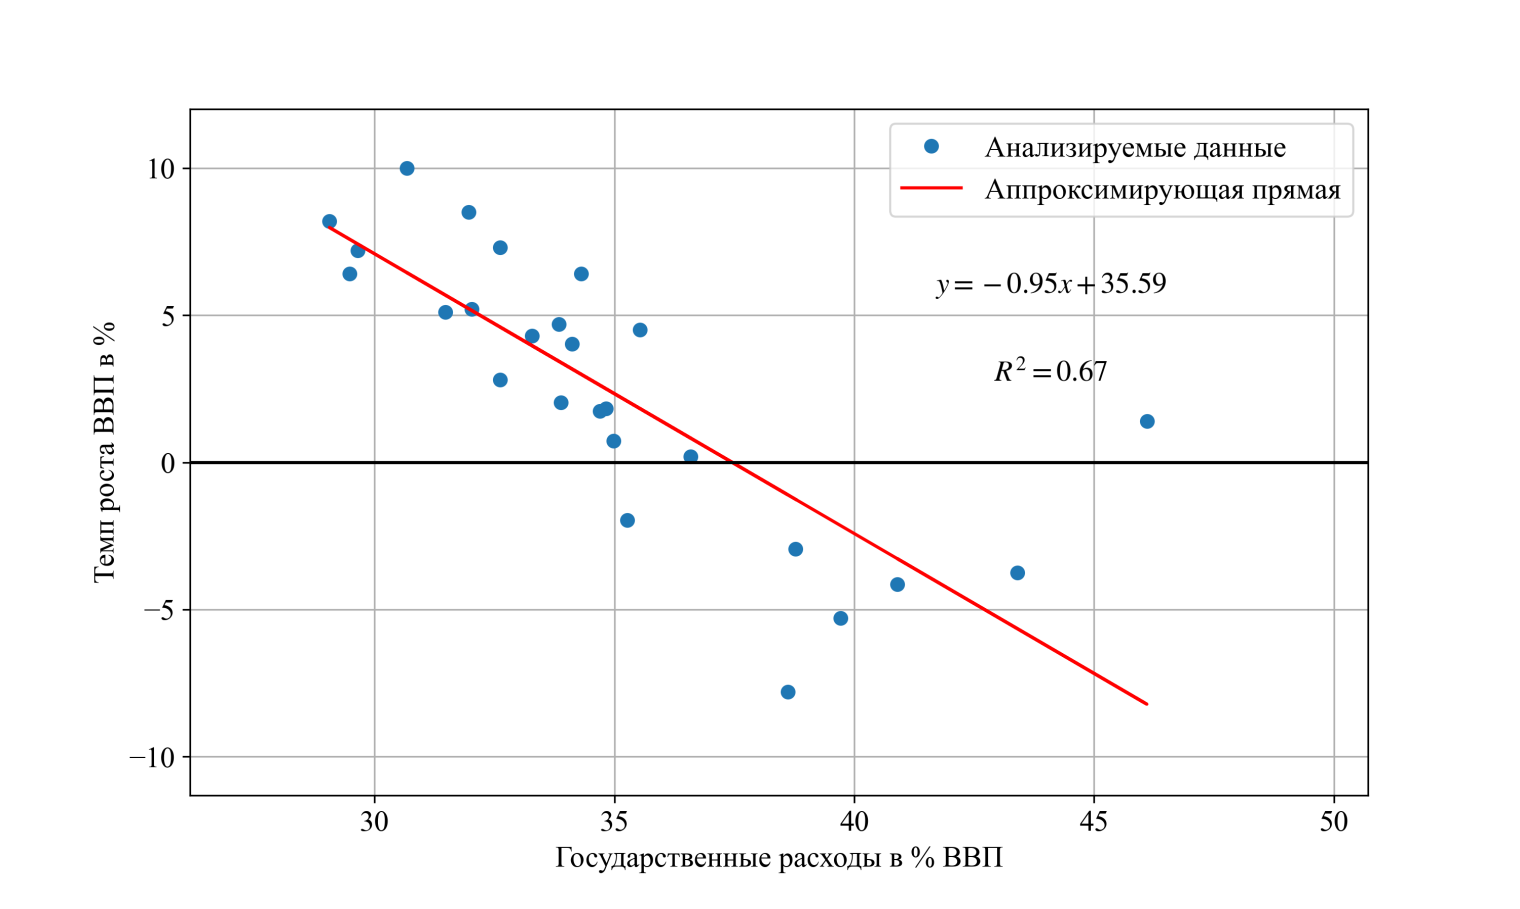 Анализируемые данные
Аппроксимирующая прямая
y = −0.95x + 35.59
R² = 0.67
10
5
0
−5
−10
Темп роста ВВП в %
30 35 40 45 50
Государственные расходы в % ВВП